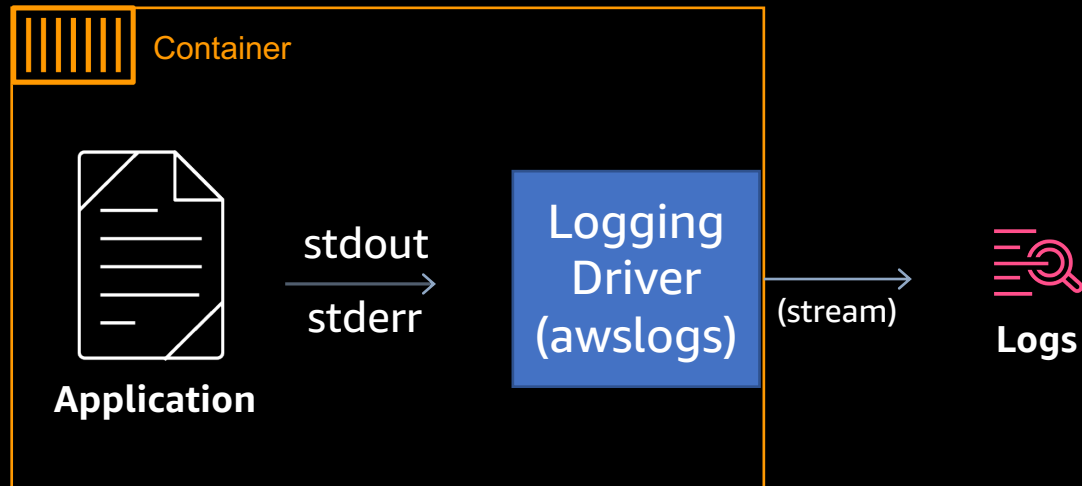 Container
stdout
stderr
Application
Logging
Driver
(awslogs)
(stream)
Logs